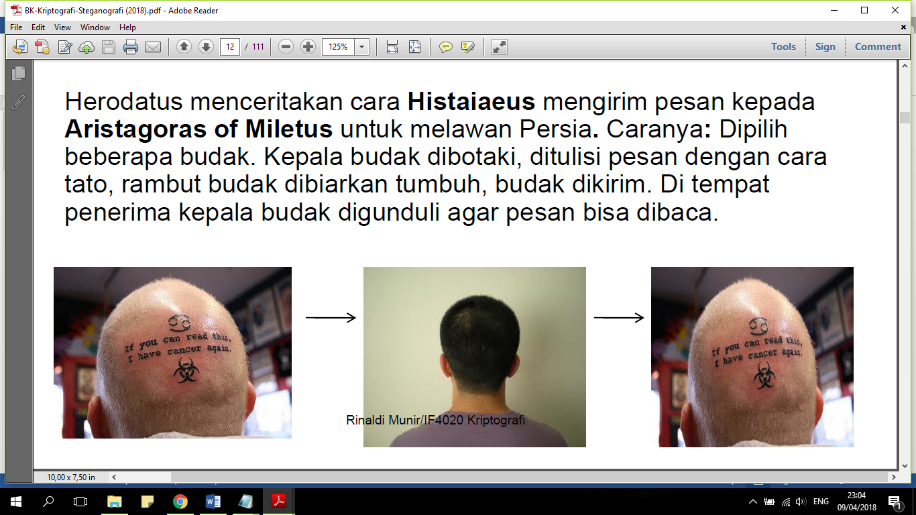 BK-Kriptografi-Steganografi (2018).pdf - Adobe Reader
File Edit View Window Help
12 / 111 125% Tools Sign Comment
Herodatus menceritakan cara Histaiaeus mengirim pesan kepada
Aristagoras of Miletus untuk melawan Persia. Caranya: Dipilih
beberapa budak. Kepala budak dibotaki, ditulisi pesan dengan cara
tato, rambut budak dibiarkan tumbuh, budak dikirim. Di tempat
penerima kepala budak digunduli agar pesan bisa dibaca.
If you can read this,
I have cancer again.
If you can read this,
I have cancer again.
Rinaldi Munir/IF4020 Kriptografi
10,00 x 7,50 in
ENG
23:04
09/04/2018
1